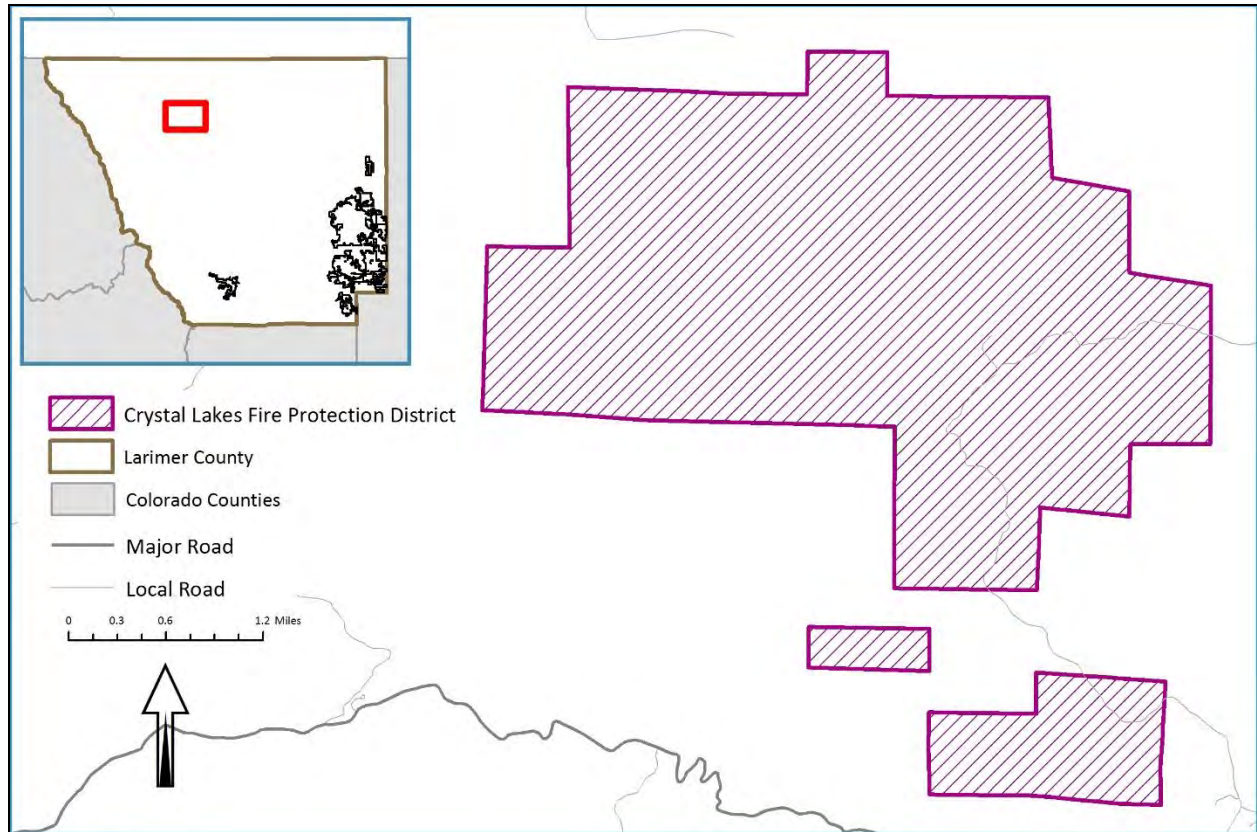 Crystal Lakes Fire Protection District
Larimer County
Colorado Counties
Major Road
Local Road
0 0.3 0.6 1.2 Miles